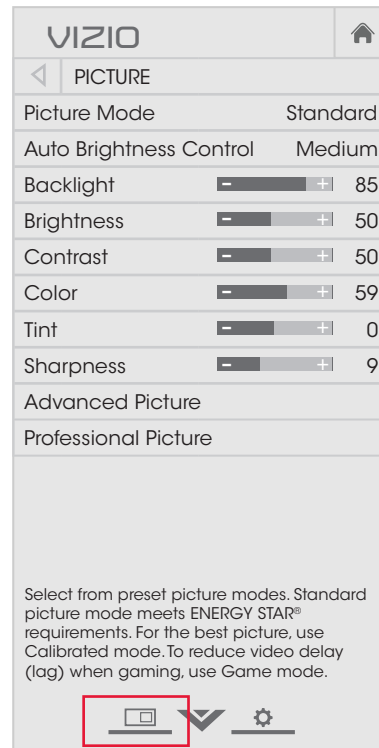 VIZIO
PICTURE
Picture Mode Standard
Auto Brightness Control Medium
Backlight - + 85
Brightness - + 50
Contrast - + 50
Color - + 59
Tint - + 0
Sharpness - + 9
Advanced Picture
Professional Picture
Select from preset picture modes. Standard
picture mode meets ENERGY STAR®
requirements. For the best picture, use
Calibrated mode. To reduce video delay
(lag) when gaming, use Game mode.